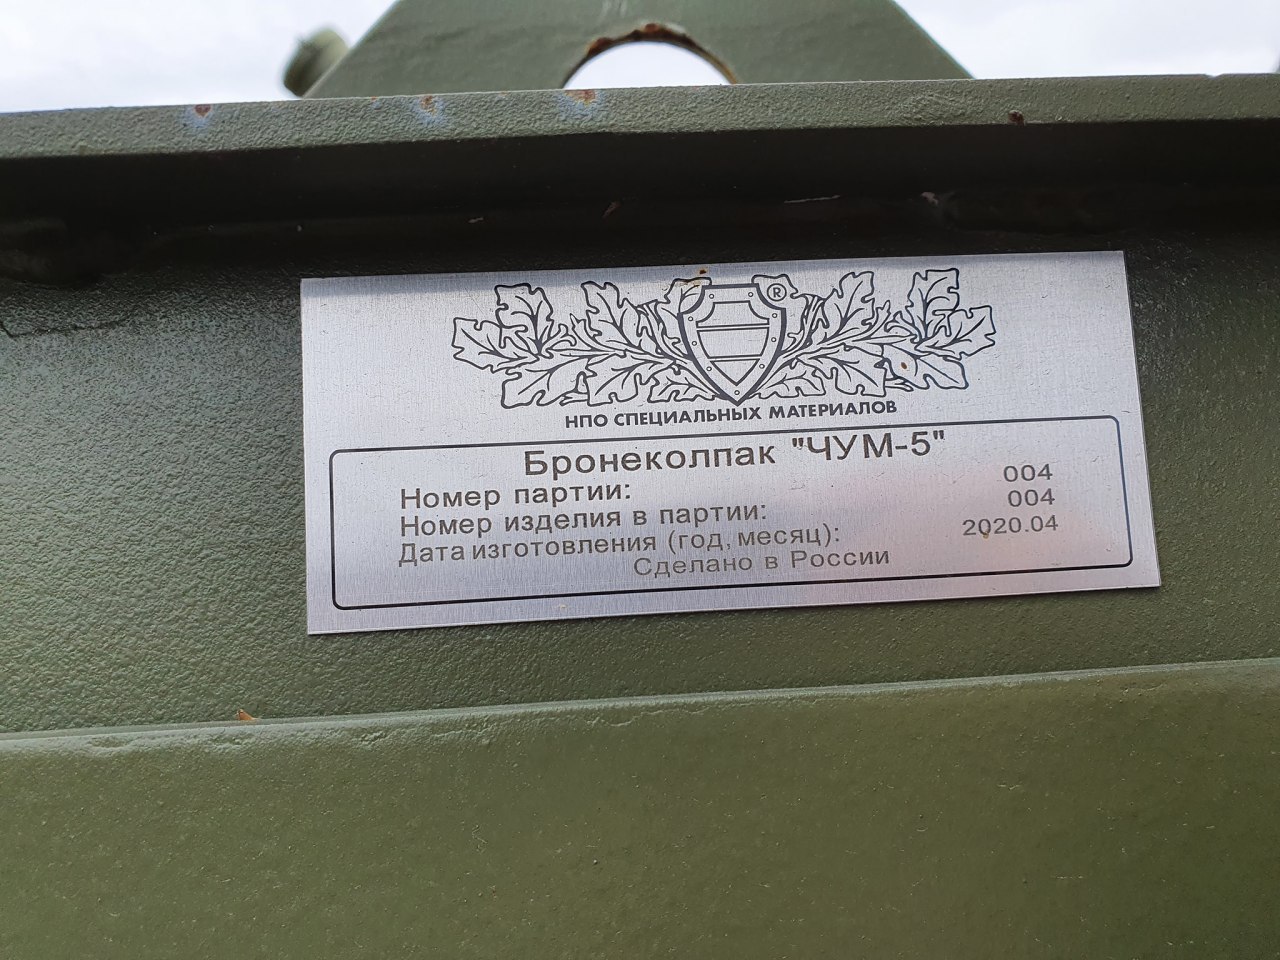 ®
НПО СПЕЦИАЛЬНЫХ МАТЕРИАЛОВ
Бронеколпак "ЧУМ-5"
Номер партии: 004
Номер изделия в партии: 004
Дата изготовления (год, месяц): 2020.04
Сделано в России